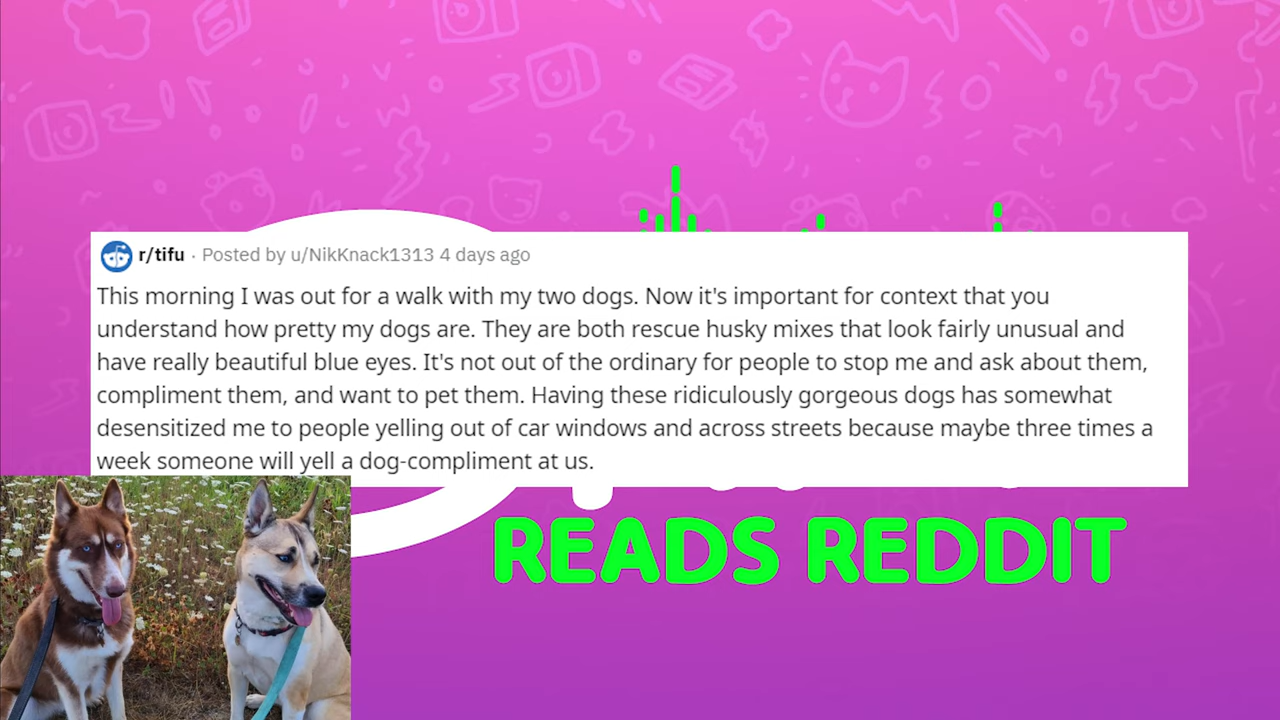 r/tifu · Posted by u/NikKnack1313 4 days ago
This morning I was out for a walk with my two dogs. Now it's important for context that you
understand how pretty my dogs are. They are both rescue husky mixes that look fairly unusual and
have really beautiful blue eyes. It's not out of the ordinary for people to stop me and ask about them,
compliment them, and want to pet them. Having these ridiculously gorgeous dogs has somewhat
desensitized me to people yelling out of car windows and across streets because maybe three times a
week someone will yell a dog-compliment at us.
READS REDDIT